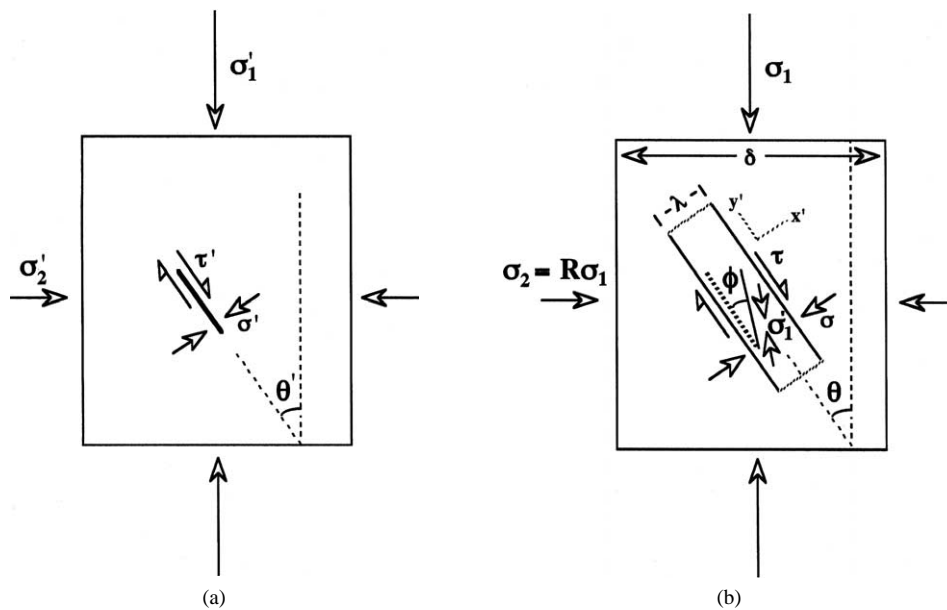 σ'₁
τ'
σ'₂
σ'
θ'
(a)
σ₁
δ
λ
y'
x'
τ
σ₂ = Rσ₁
ϕ
σ'₁
σ
θ
(b)